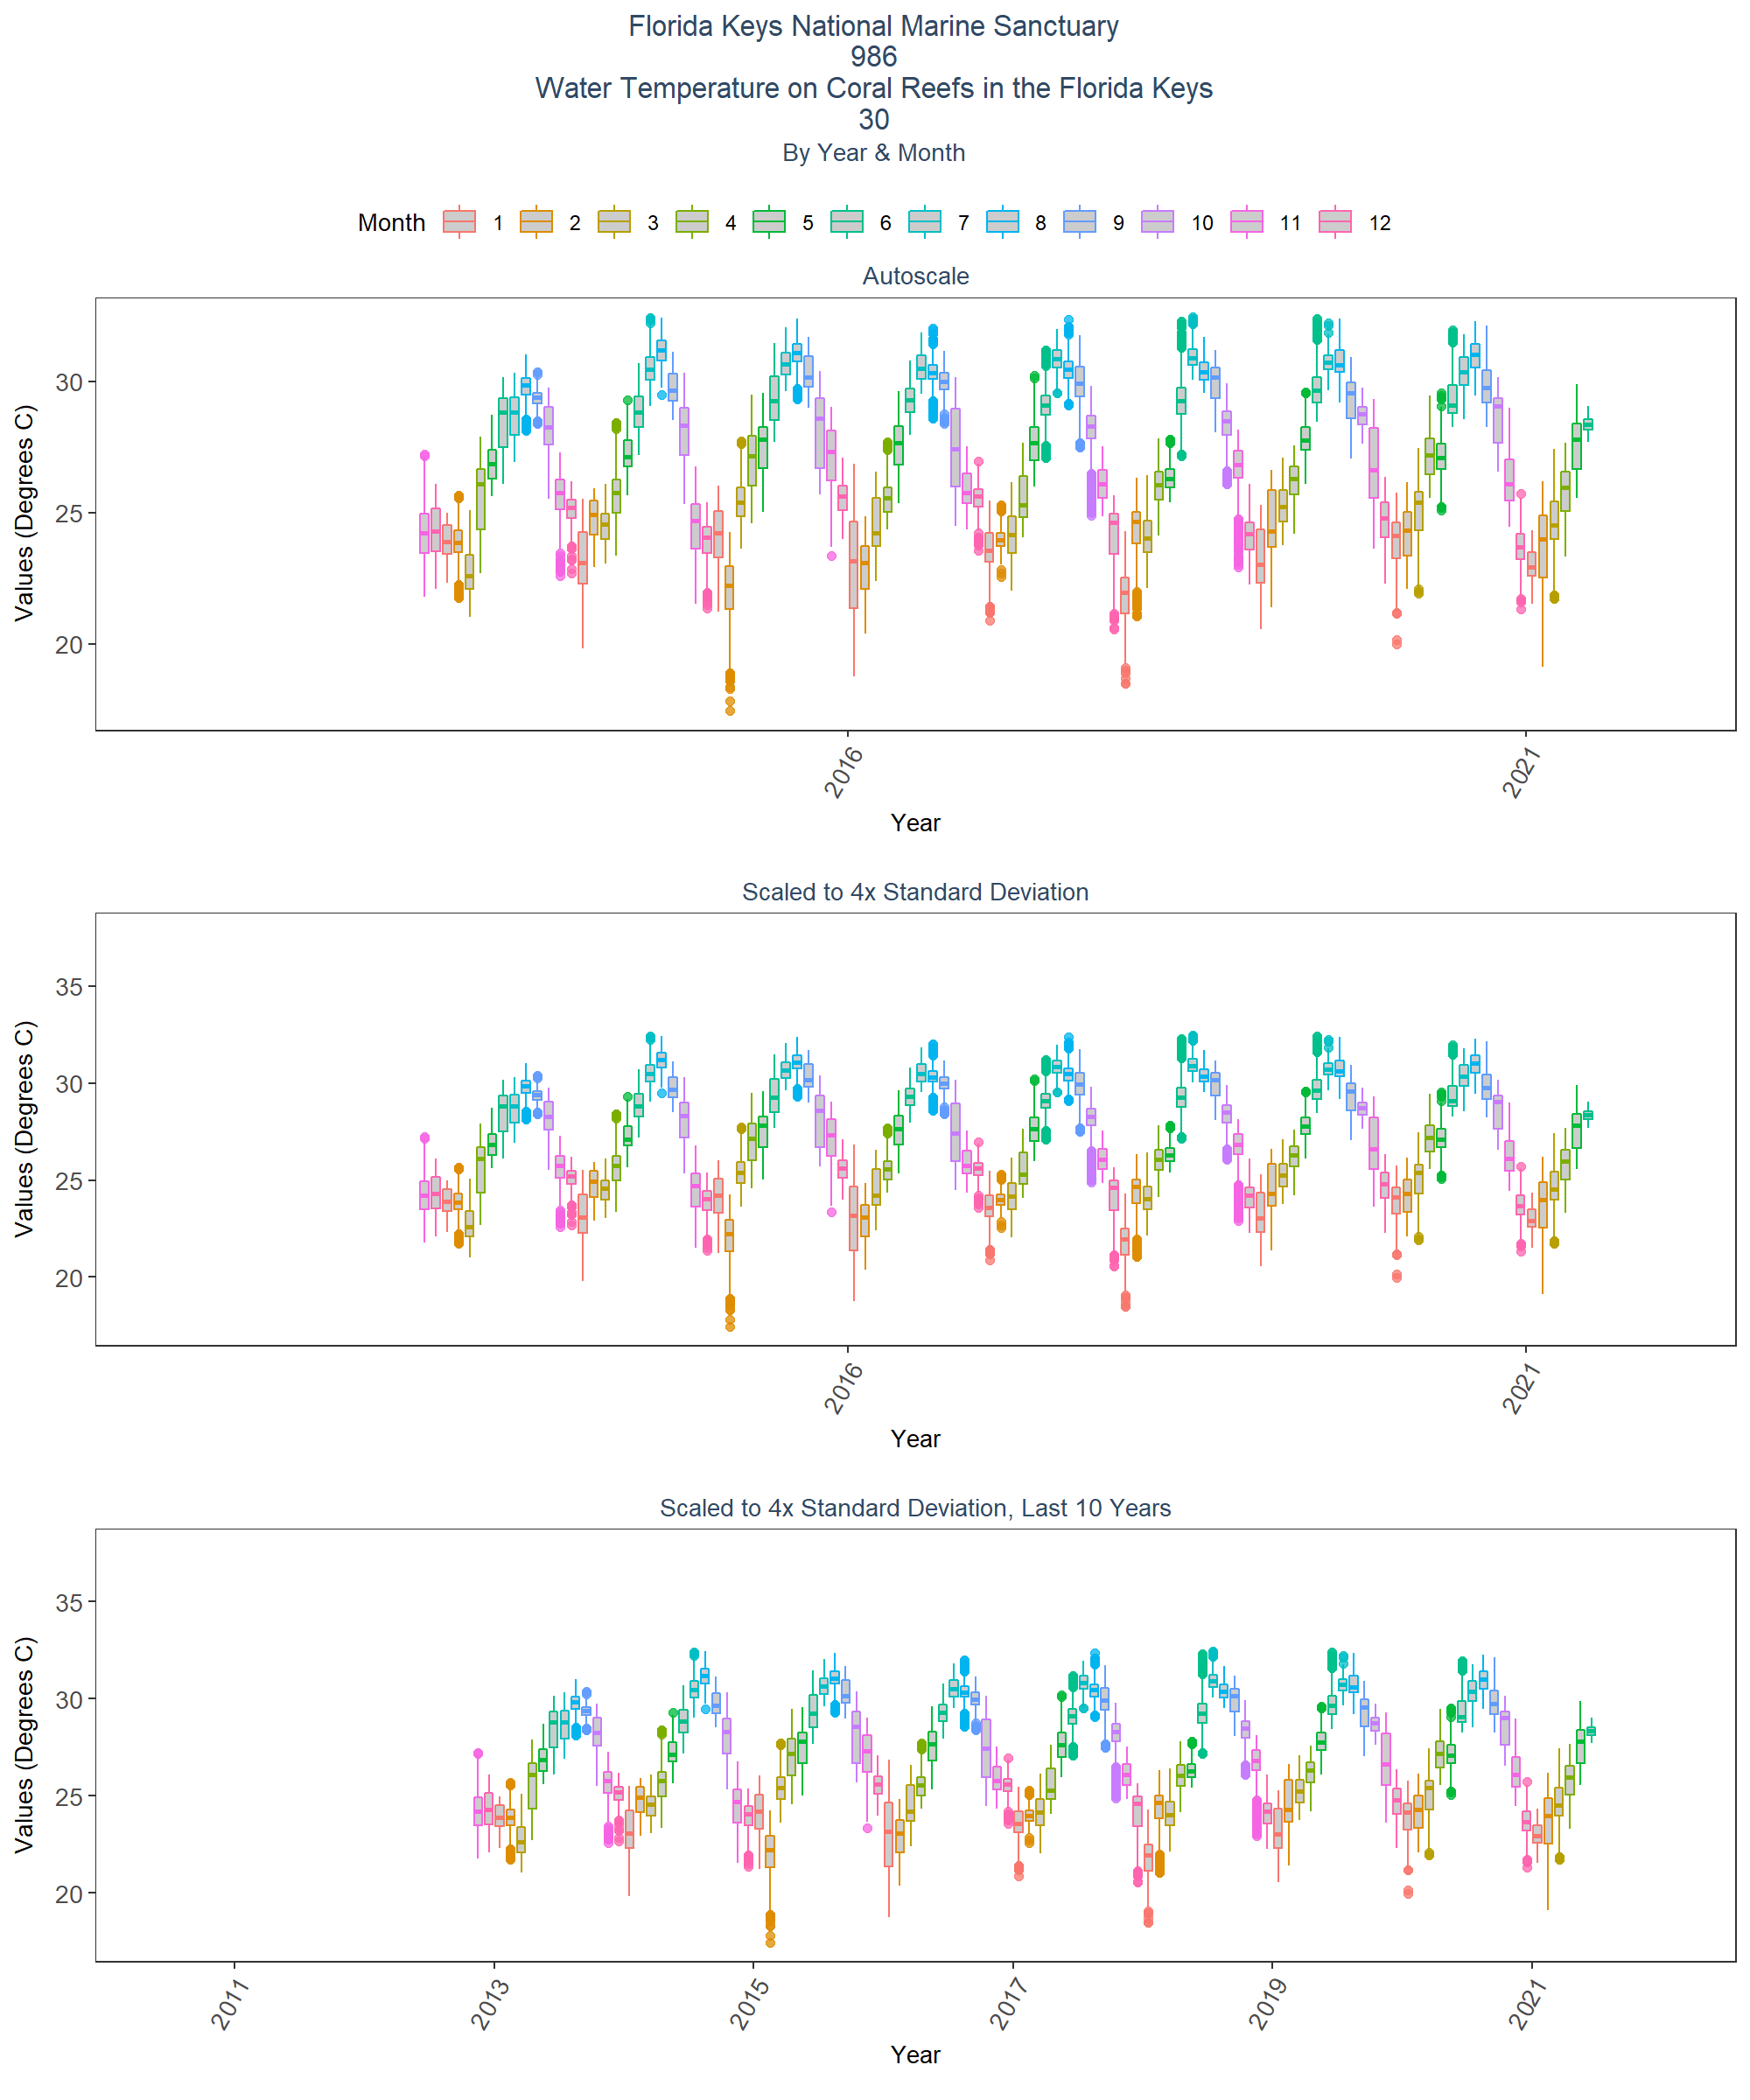 Florida Keys National Marine Sanctuary
986
Water Temperature on Coral Reefs in the Florida Keys
30
By Year & Month
Month 1 2 3 4 5 6 7 8 9 10 11 12
Autoscale
Values (Degrees C)
30
25
20
2016 2021
Year
Scaled to 4x Standard Deviation
Values (Degrees C)
35
30
25
20
2016 2021
Year
Scaled to 4x Standard Deviation, Last 10 Years
Values (Degrees C)
35
30
25
20
2011 2013 2015 2017 2019 2021
Year